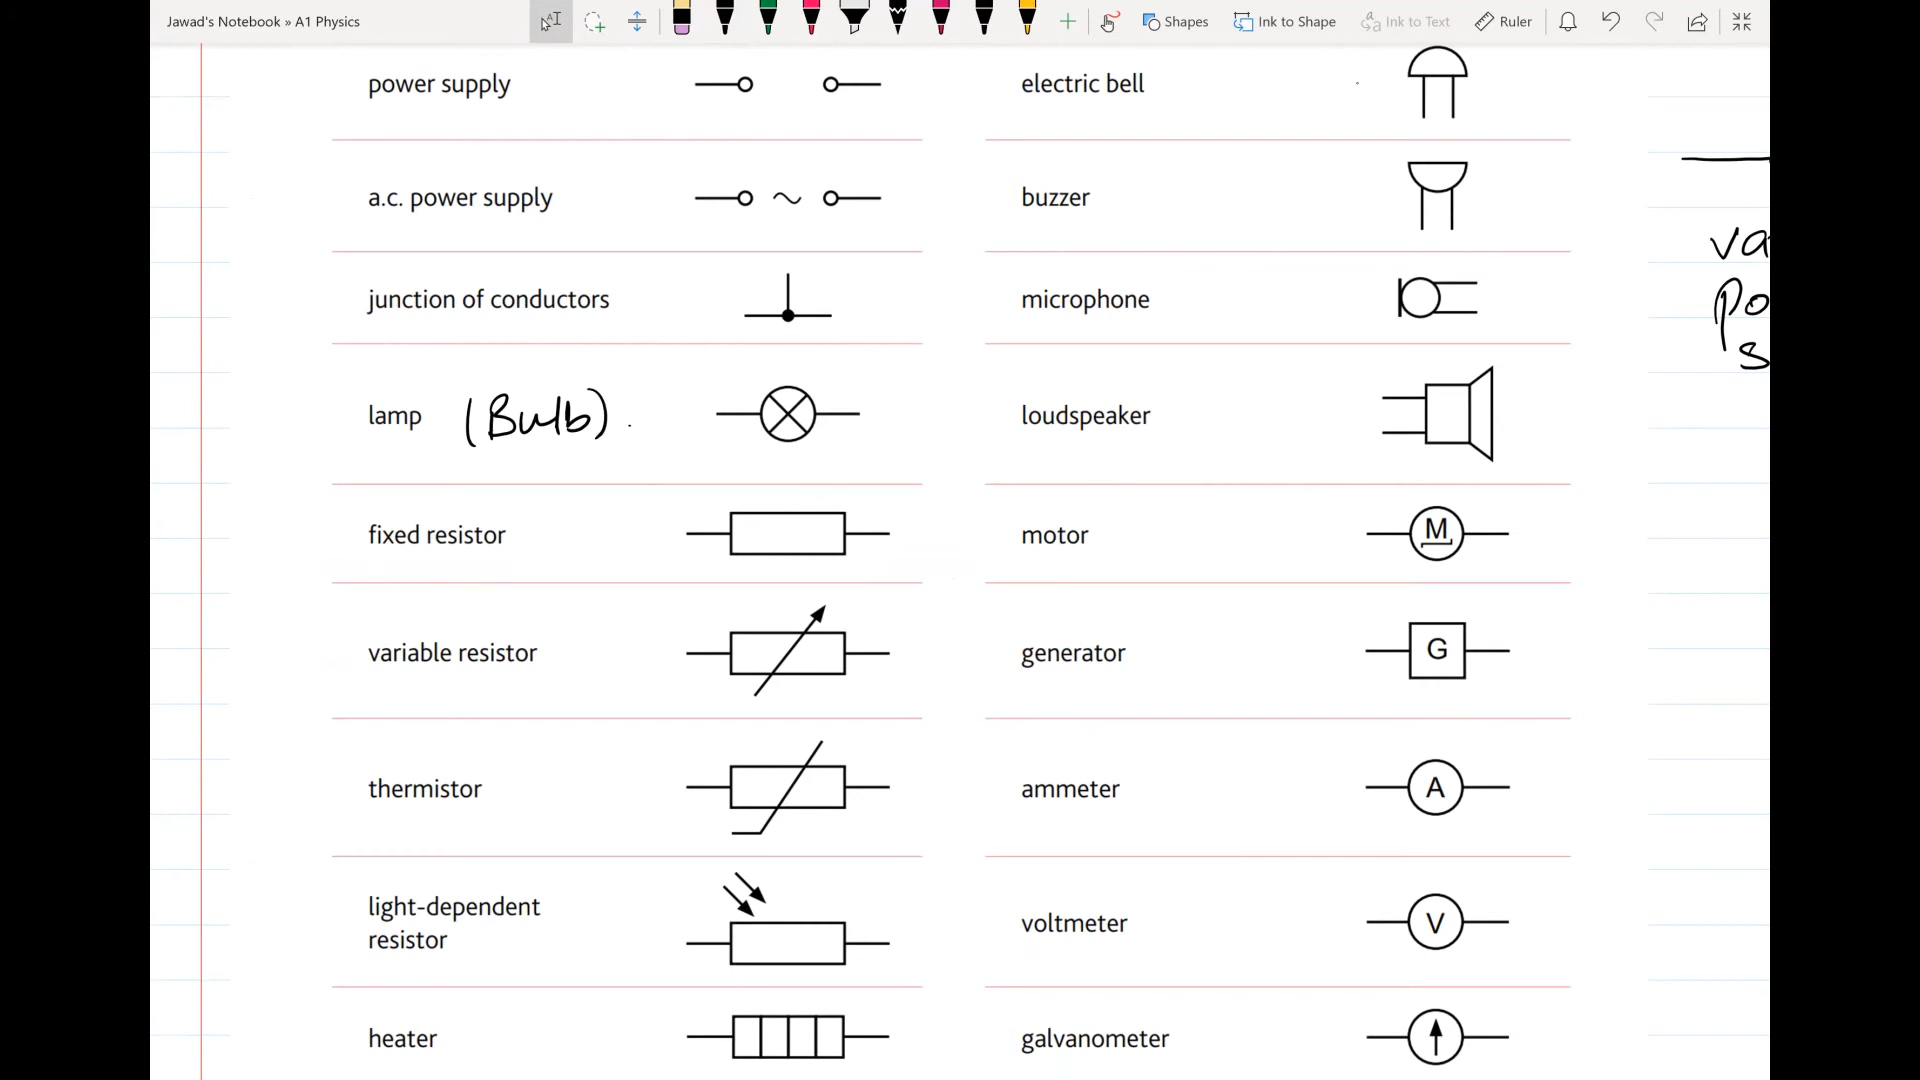 Jawad's Notebook » A1 Physics
Shapes
Ink to Shape
Ink to Text
Ruler
power supply
electric bell
a.c. power supply
buzzer
junction of conductors
microphone
lamp (Bulb).
loudspeaker
fixed resistor
motor
M
variable resistor
generator
G
thermistor
ammeter
A
light-dependent
resistor
voltmeter
V
heater
galvanometer